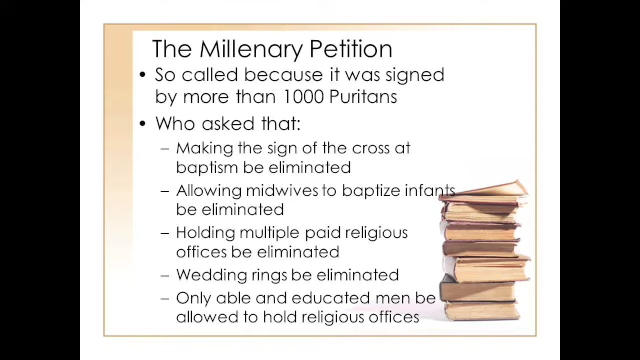 The Millenary Petition
• So called because it was signed
by more than 1000 Puritans
• Who asked that:
– Making the sign of the cross at
baptism be eliminated
– Allowing midwives to baptize infants
be eliminated
– Holding multiple paid religious
offices be eliminated
– Wedding rings be eliminated
– Only able and educated men be
allowed to hold religious offices